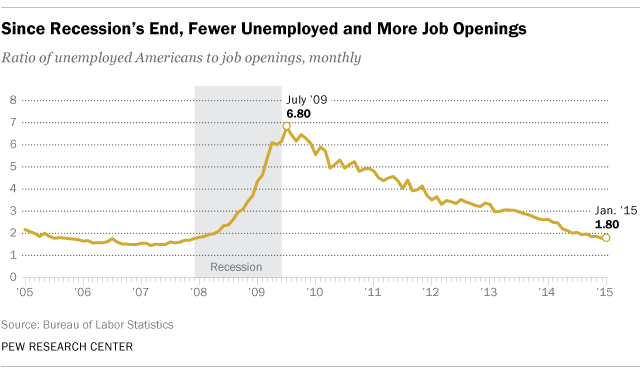 Since Recession's End, Fewer Unemployed and More Job Openings
Ratio of unemployed Americans to job openings, monthly
8
July '09
7
6.80
6
5
4
3
Jan. '15
2
1.80
1
Recession
0
'05 '06 '07 '08 '09 '10 '11 '12 '13 '14 '15
Source: Bureau of Labor Statistics
PEW RESEARCH CENTER